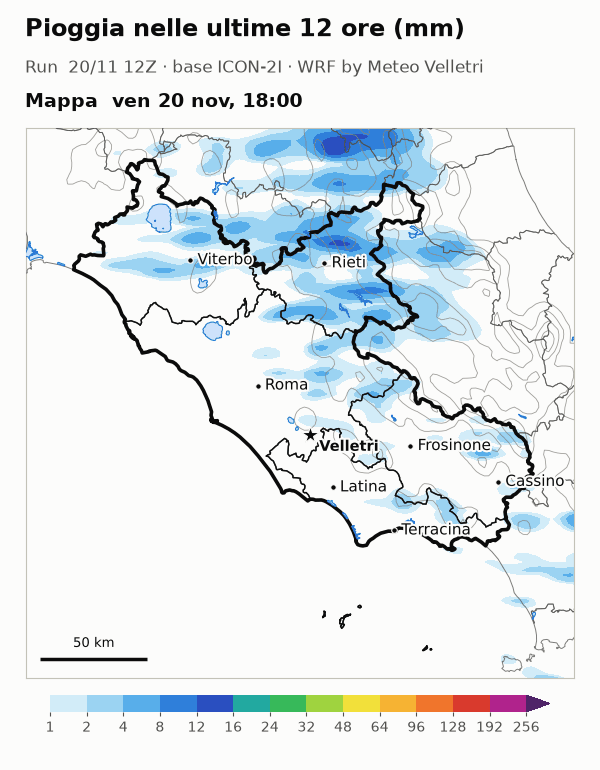 Pioggia nelle ultime 12 ore (mm)
Run 20/11 12Z · base ICON-2I · WRF by Meteo Velletri
Mappa ven 20 nov, 18:00
Viterbo
Rieti
Roma
Velletri
Frosinone
Latina
Cassino
Terracina
50 km
1 2 4 8 12 16 24 32 48 64 96 128 192 256